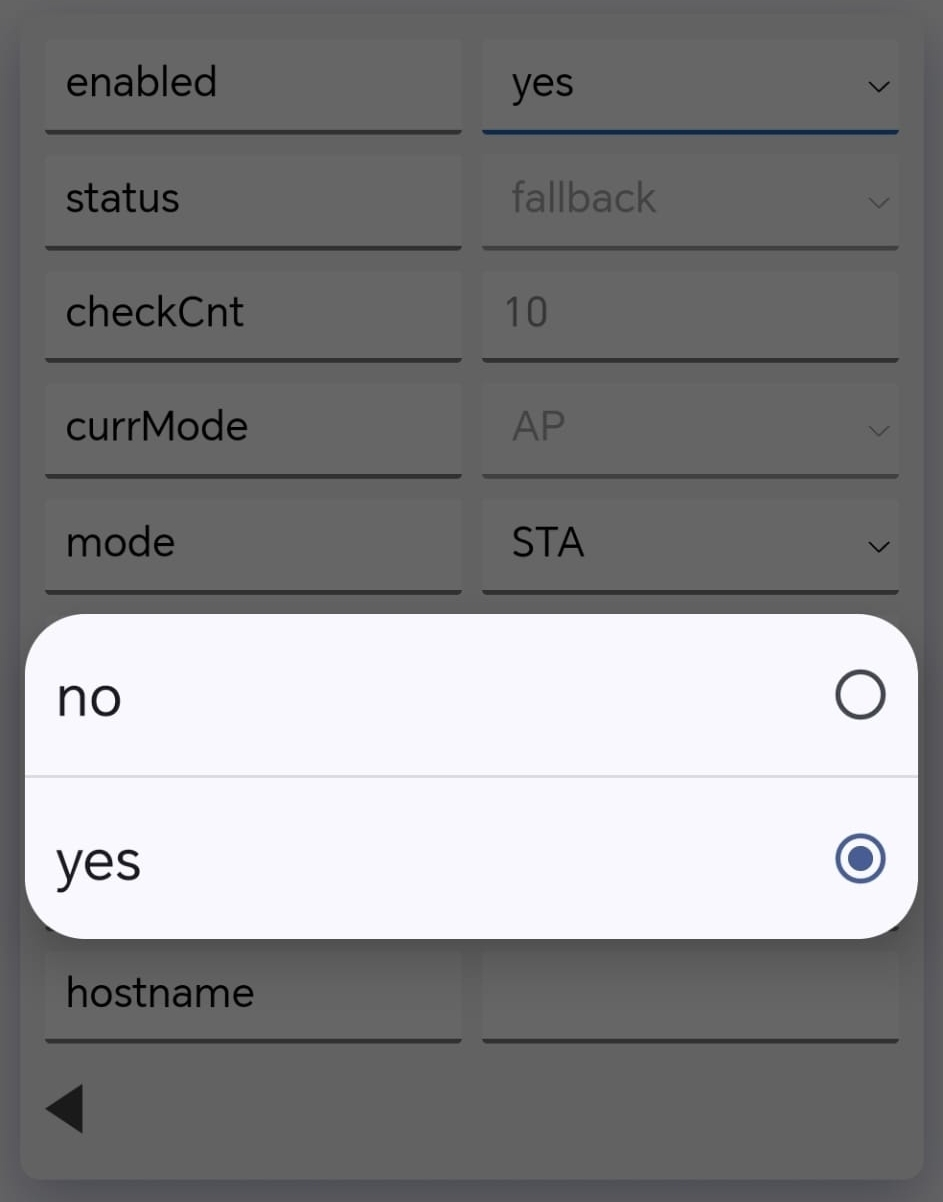 enabled yes
status fallback
checkCnt 10
currMode AP
mode STA
no
yes
hostname